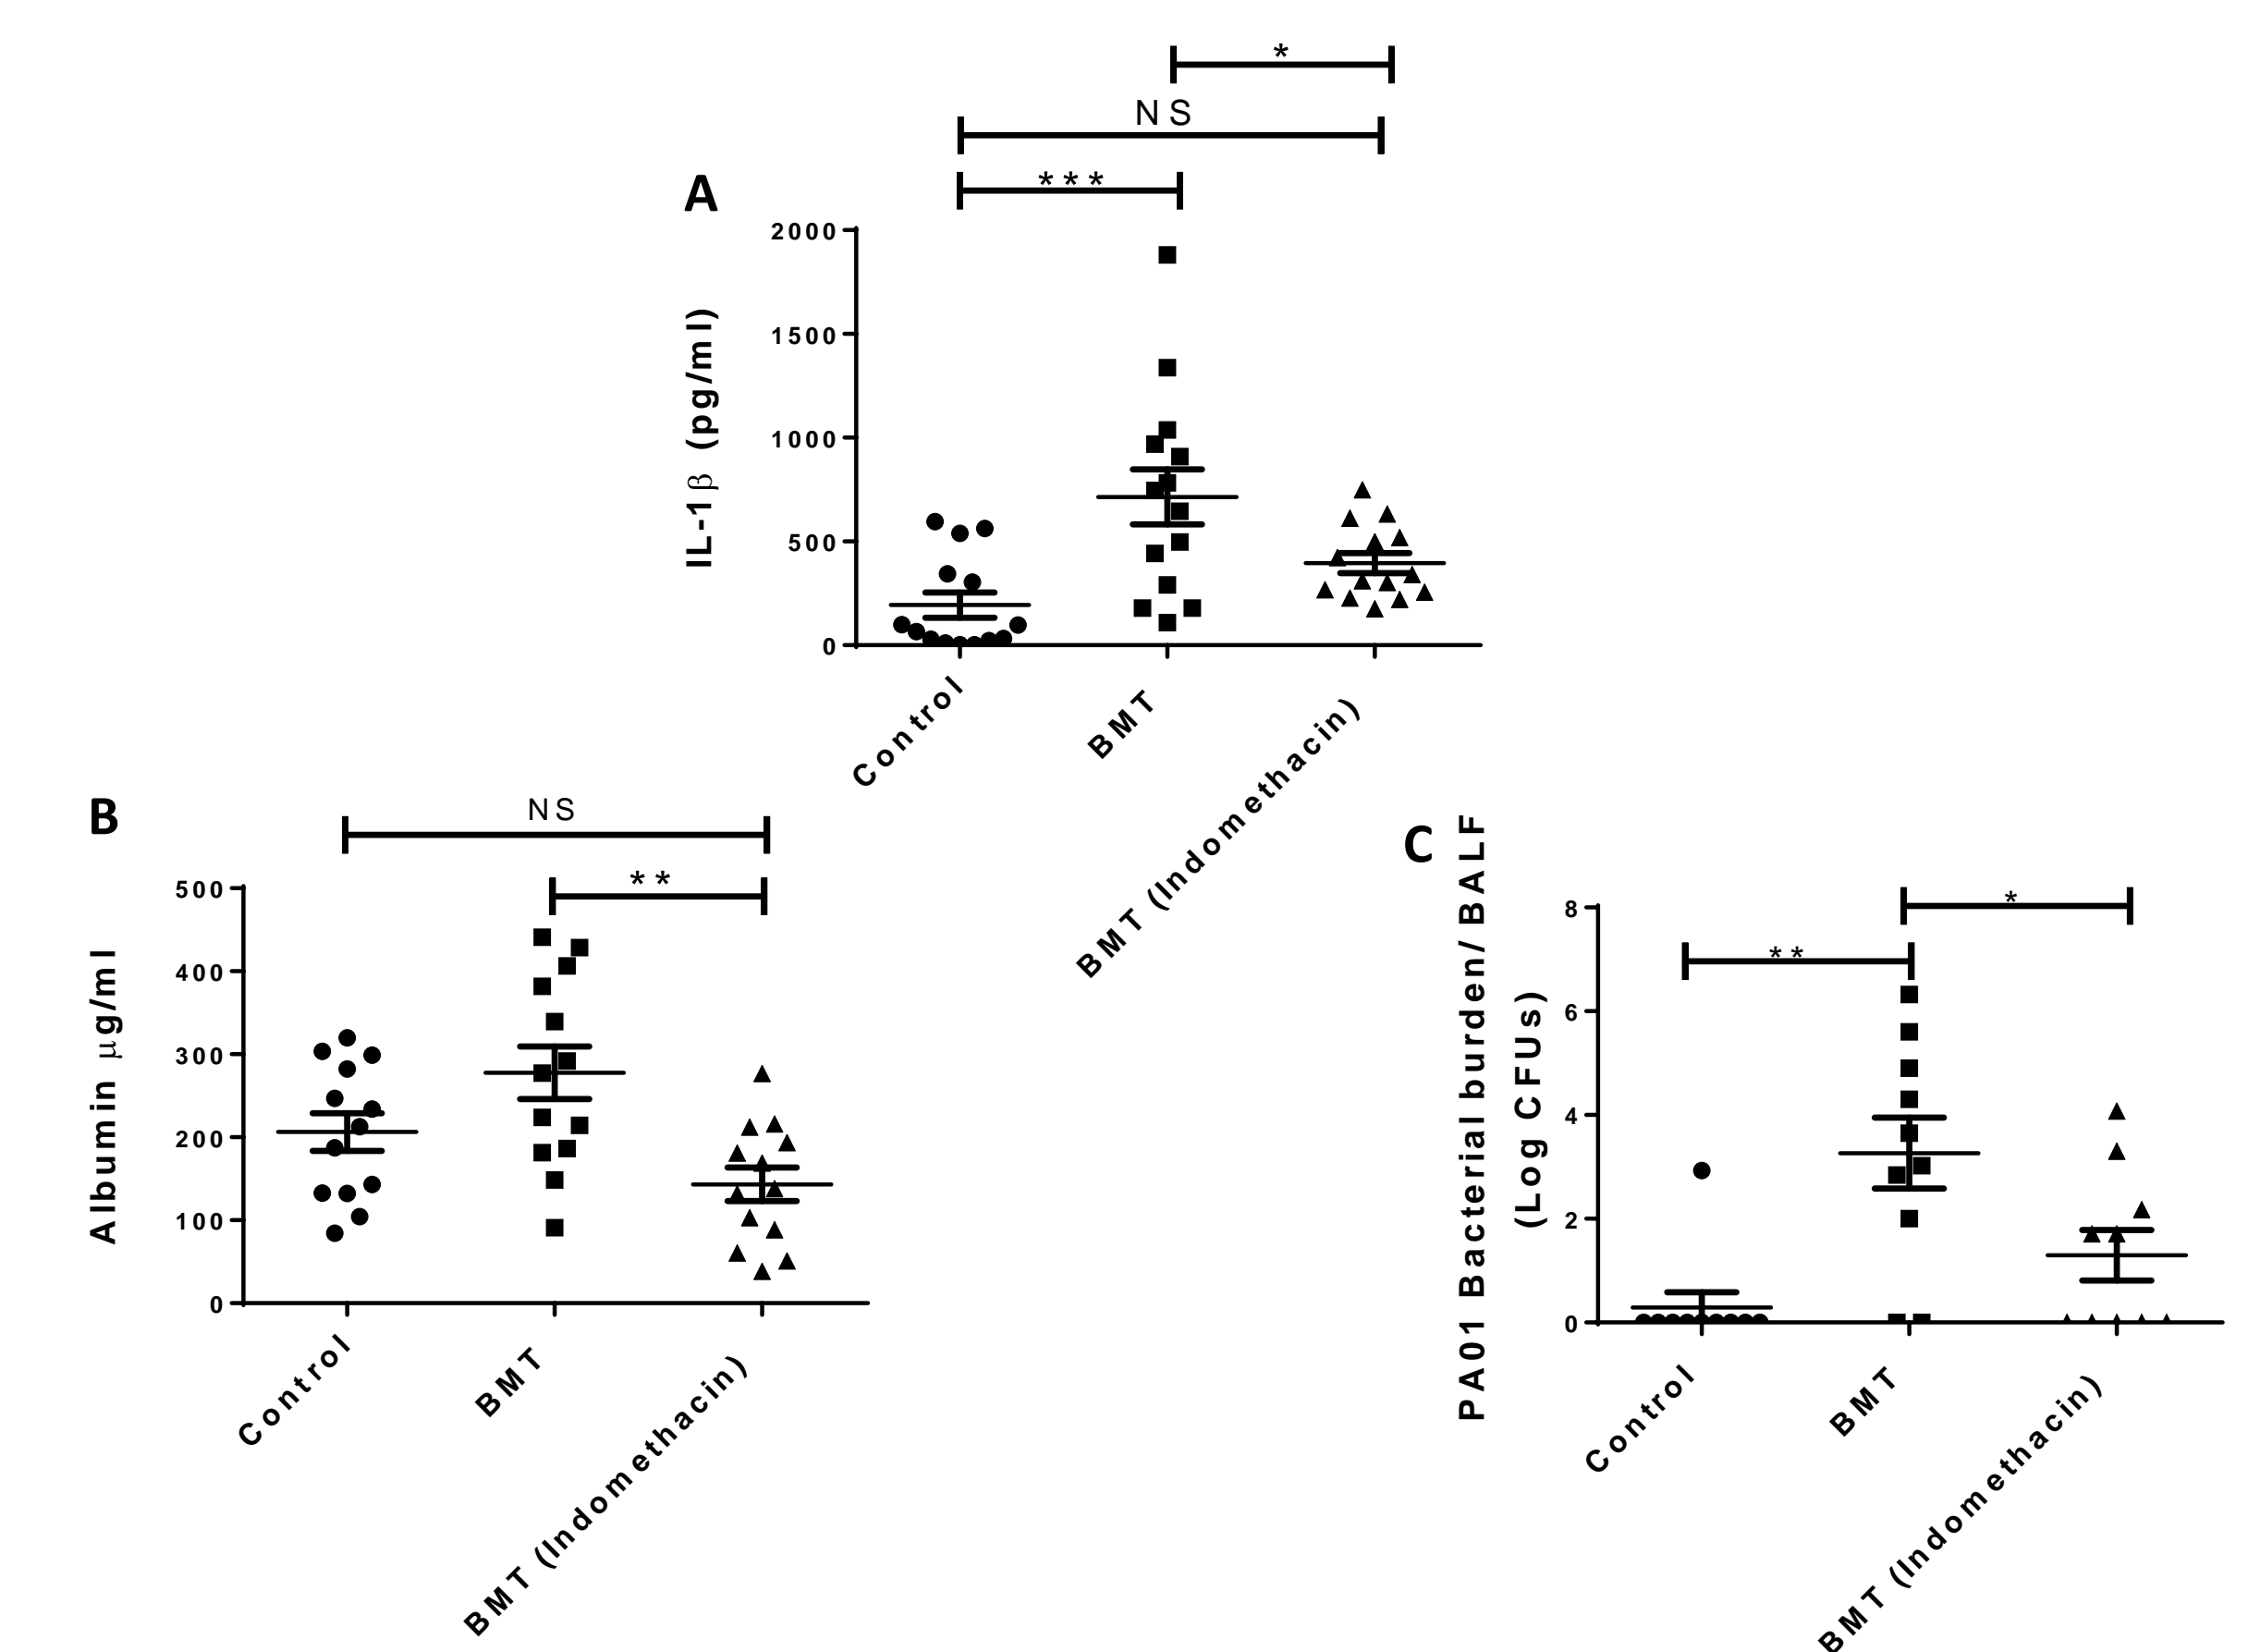 *
NS
***
A
2000
1500
1000
500
0
IL-1β (pg/ml)
Control
BMT
BMT (Indomethacin)
B
NS
**
500
400
300
200
100
0
Albumin μg/ml
Control
BMT
BMT (Indomethacin)
C
*
**
8
6
4
2
0
PA01 Bacterial burden/ BALF
(Log CFUs)
Control
BMT
BMT (Indomethacin)